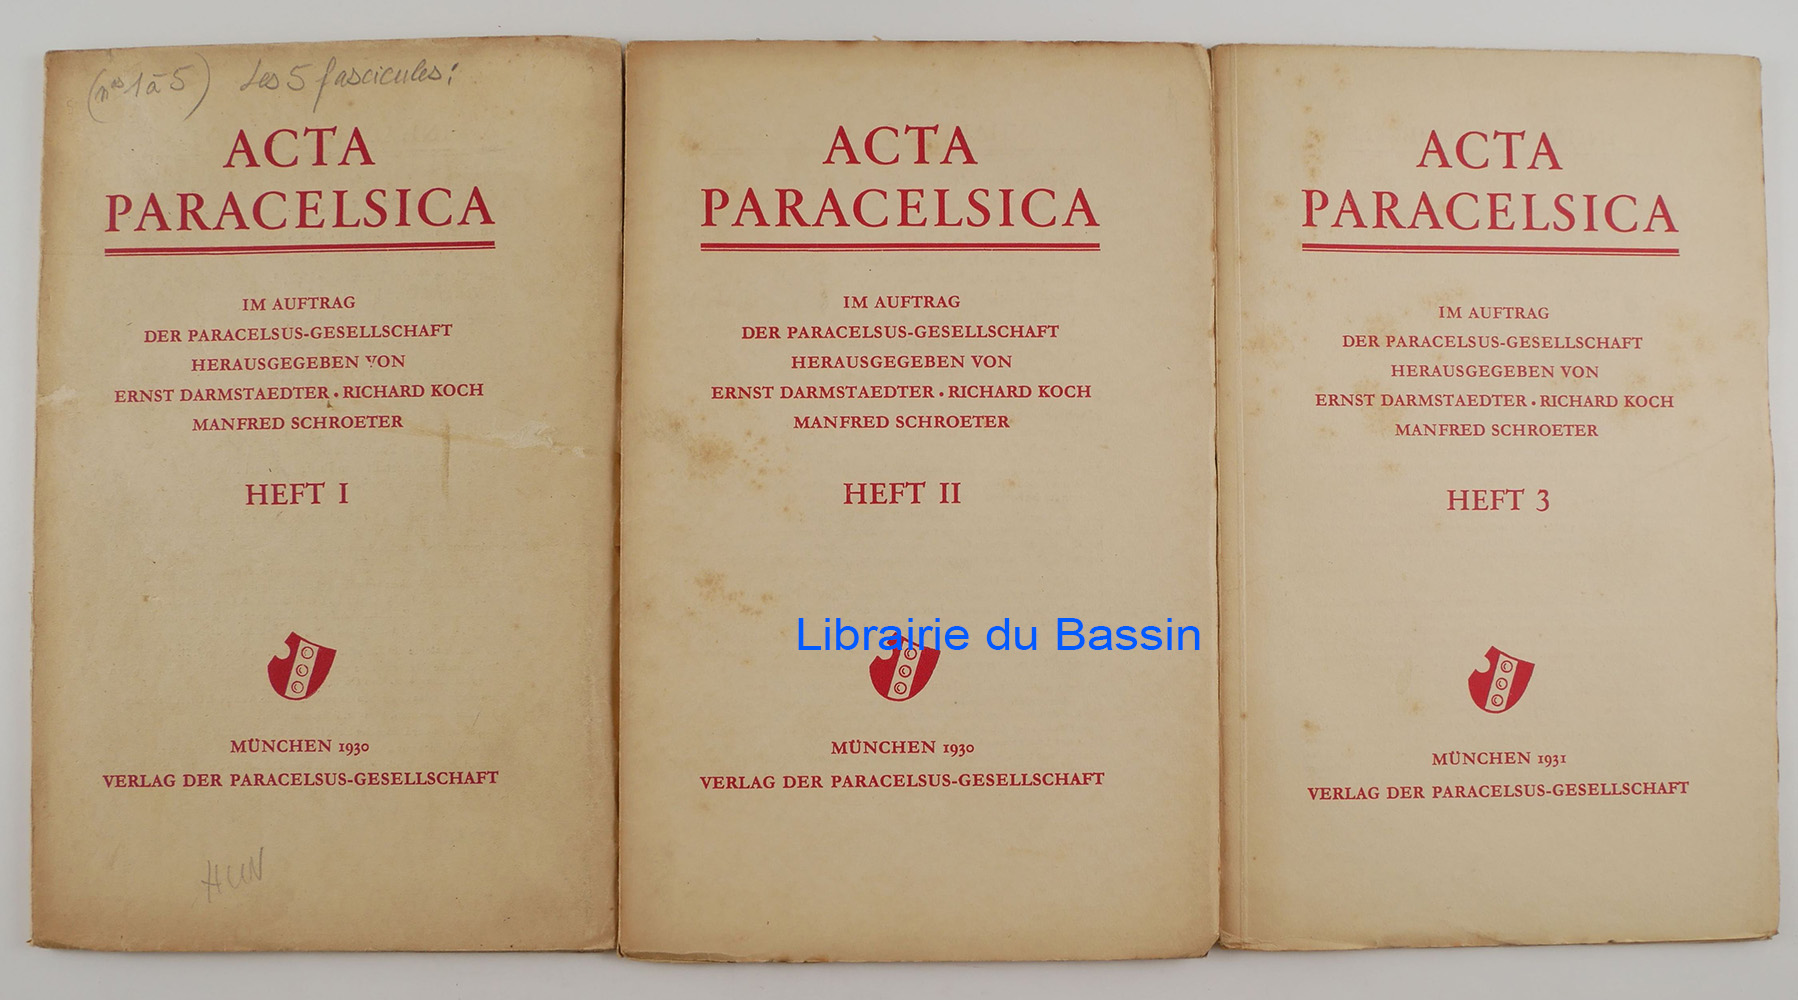 (nos 1 à 5) Les 5 fascicules:
ACTA
PARACELSICA
IM AUFTRAG
DER PARACELSUS-GESELLSCHAFT
HERAUSGEGEBEN VON
ERNST DARMSTAEDTER • RICHARD KOCH
MANFRED SCHROETER
HEFT I
MÜNCHEN 1930
VERLAG DER PARACELSUS-GESELLSCHAFT
HUN
ACTA
PARACELSICA
IM AUFTRAG
DER PARACELSUS-GESELLSCHAFT
HERAUSGEGEBEN VON
ERNST DARMSTAEDTER • RICHARD KOCH
MANFRED SCHROETER
HEFT II
Librairie du Bassin
MÜNCHEN 1930
VERLAG DER PARACELSUS-GESELLSCHAFT
ACTA
PARACELSICA
IM AUFTRAG
DER PARACELSUS-GESELLSCHAFT
HERAUSGEGEBEN VON
ERNST DARMSTAEDTER • RICHARD KOCH
MANFRED SCHROETER
HEFT 3
MÜNCHEN 1931
VERLAG DER PARACELSUS-GESELLSCHAFT